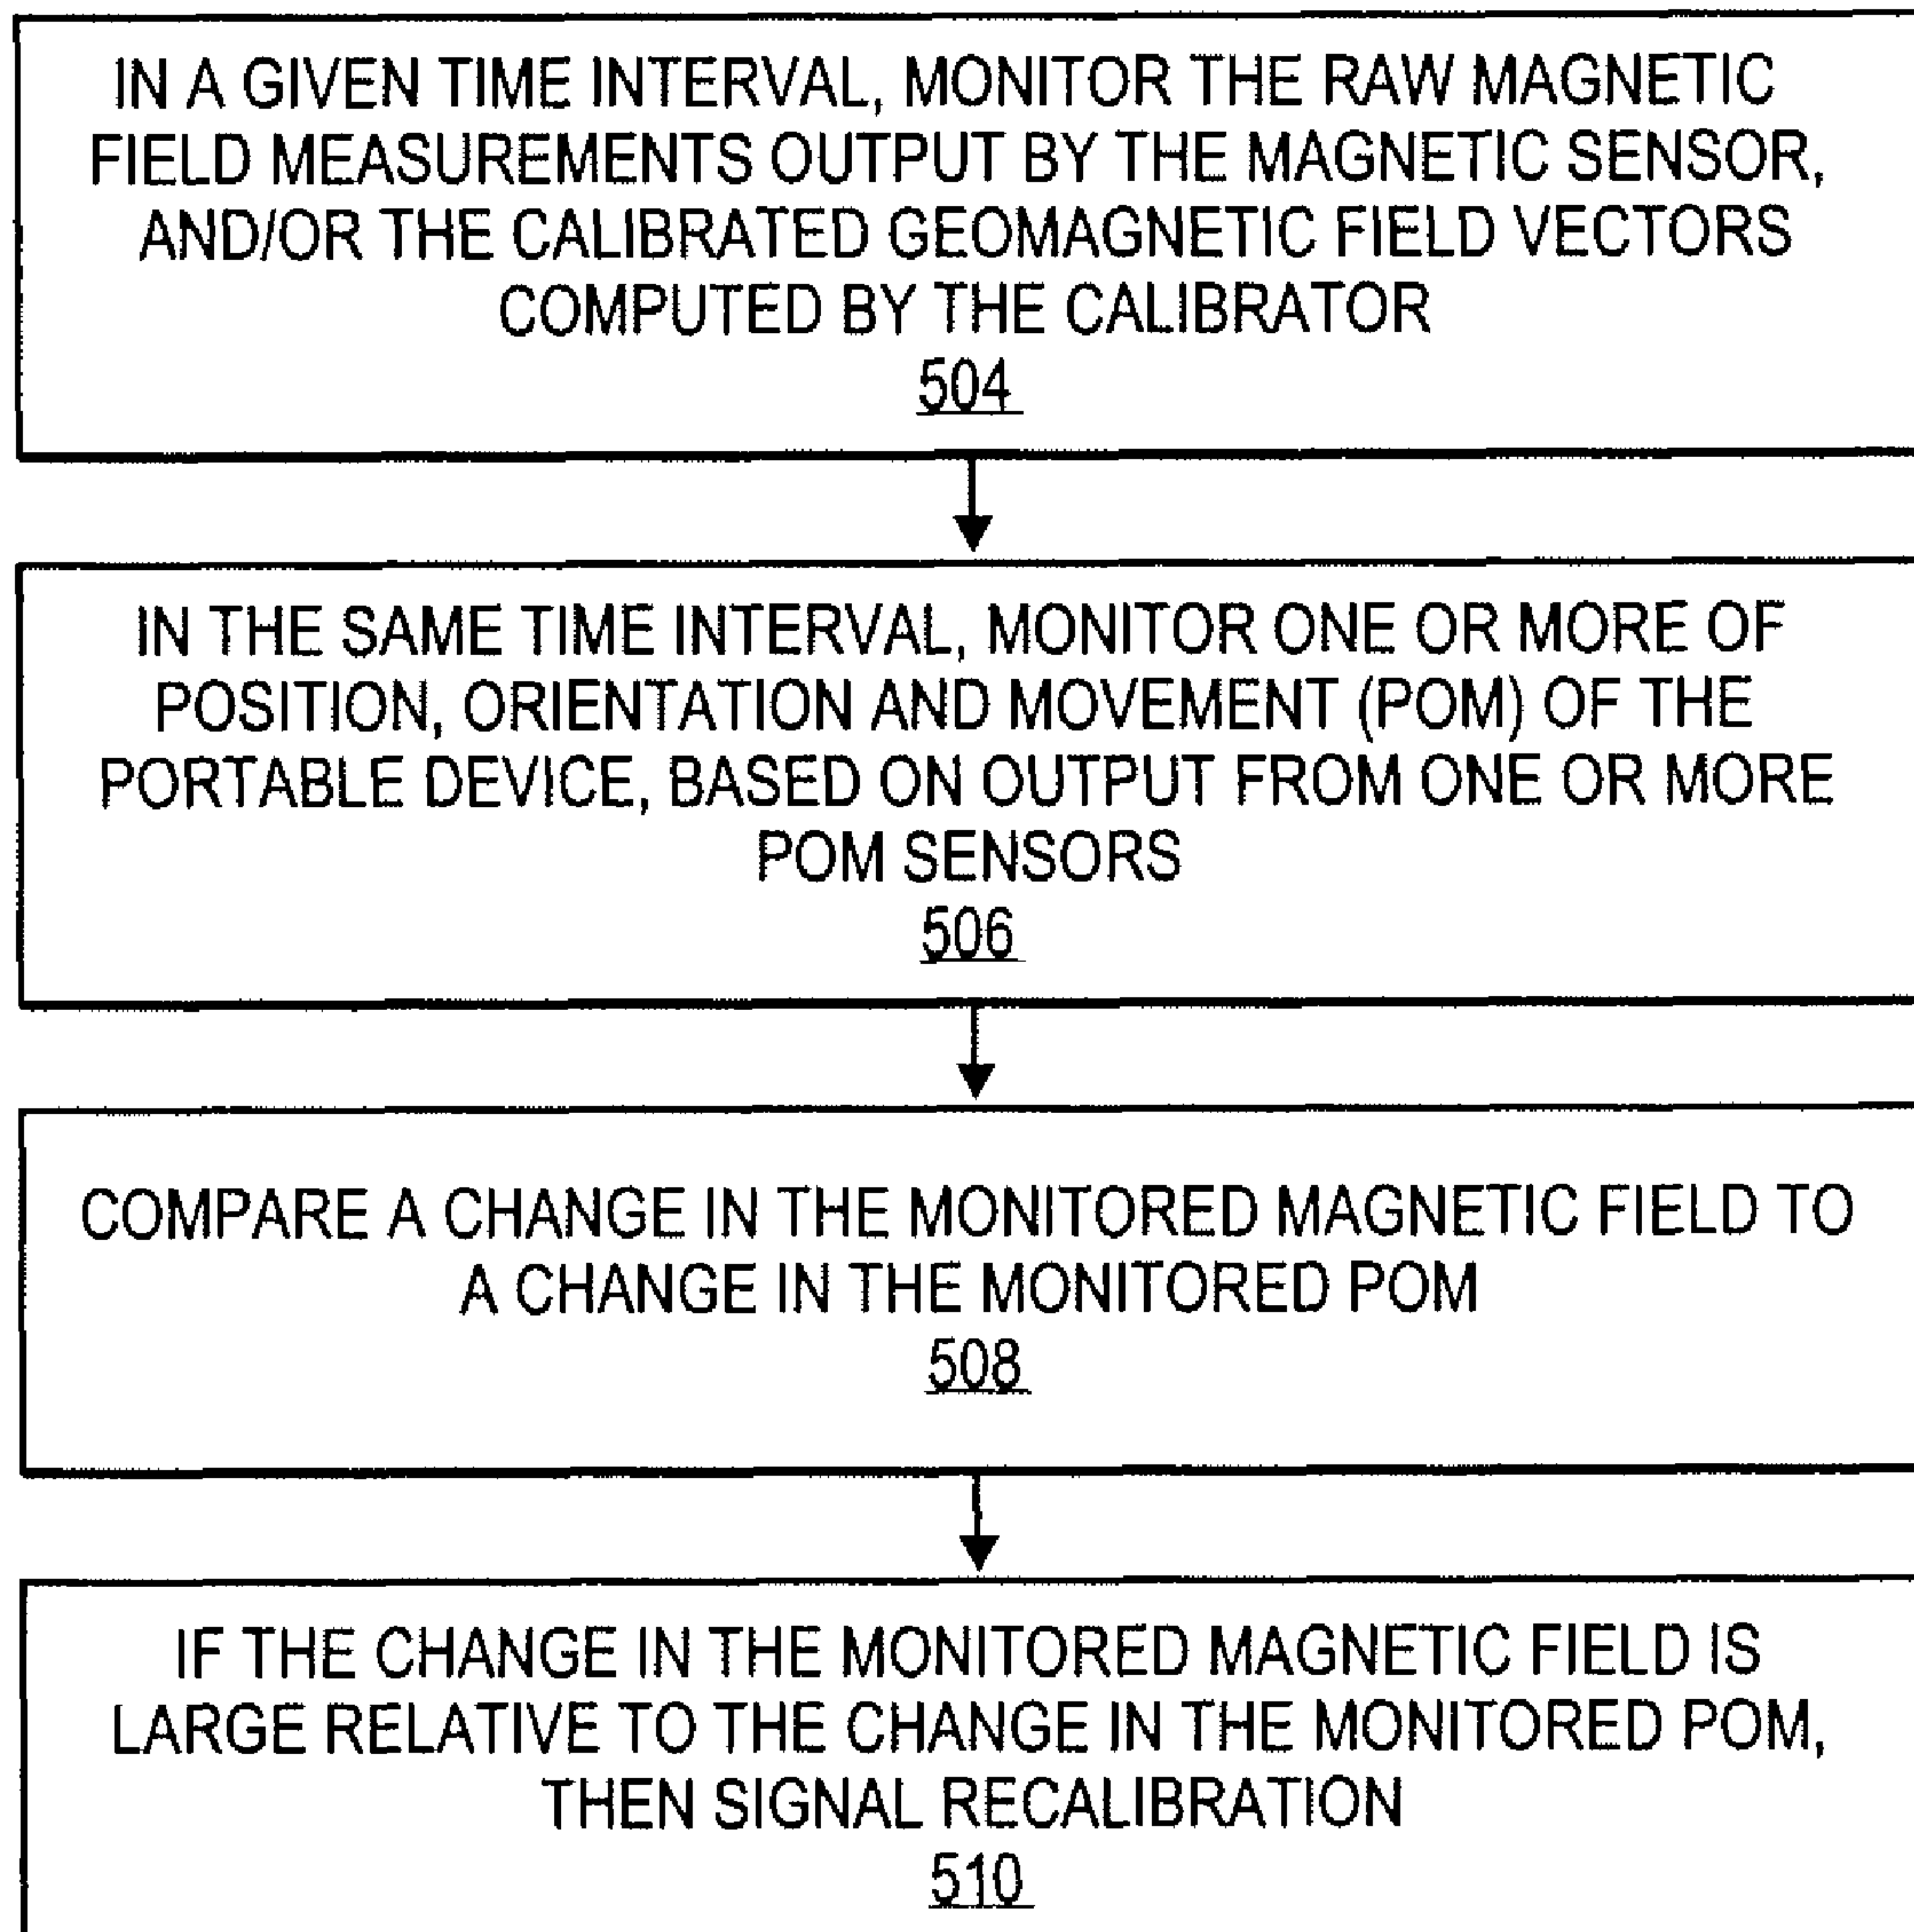 IN A GIVEN TIME INTERVAL, MONITOR THE RAW MAGNETIC
FIELD MEASUREMENTS OUTPUT BY THE MAGNETIC SENSOR,
AND/OR THE CALIBRATED GEOMAGNETIC FIELD VECTORS
COMPUTED BY THE CALIBRATOR
504
IN THE SAME TIME INTERVAL, MONITOR ONE OR MORE OF
POSITION, ORIENTATION AND MOVEMENT (POM) OF THE
PORTABLE DEVICE, BASED ON OUTPUT FROM ONE OR MORE
POM SENSORS
506
COMPARE A CHANGE IN THE MONITORED MAGNETIC FIELD TO
A CHANGE IN THE MONITORED POM
508
IF THE CHANGE IN THE MONITORED MAGNETIC FIELD IS
LARGE RELATIVE TO THE CHANGE IN THE MONITORED POM,
THEN SIGNAL RECALIBRATION
510